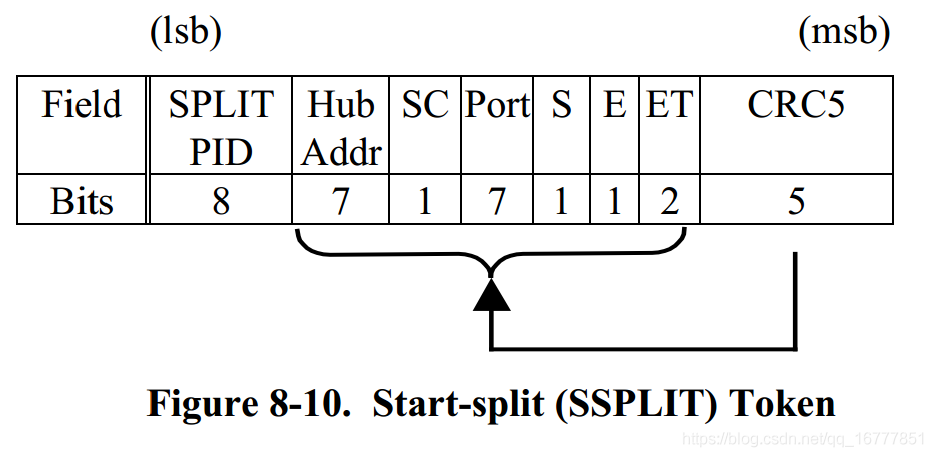 (lsb) (msb)
Field SPLIT PID Hub Addr SC Port S E ET CRC5
Bits 8 7 1 7 1 1 2 5
Figure 8-10. Start-split (SSPLIT) Token
https://blog.csdn.net/qq_16777851